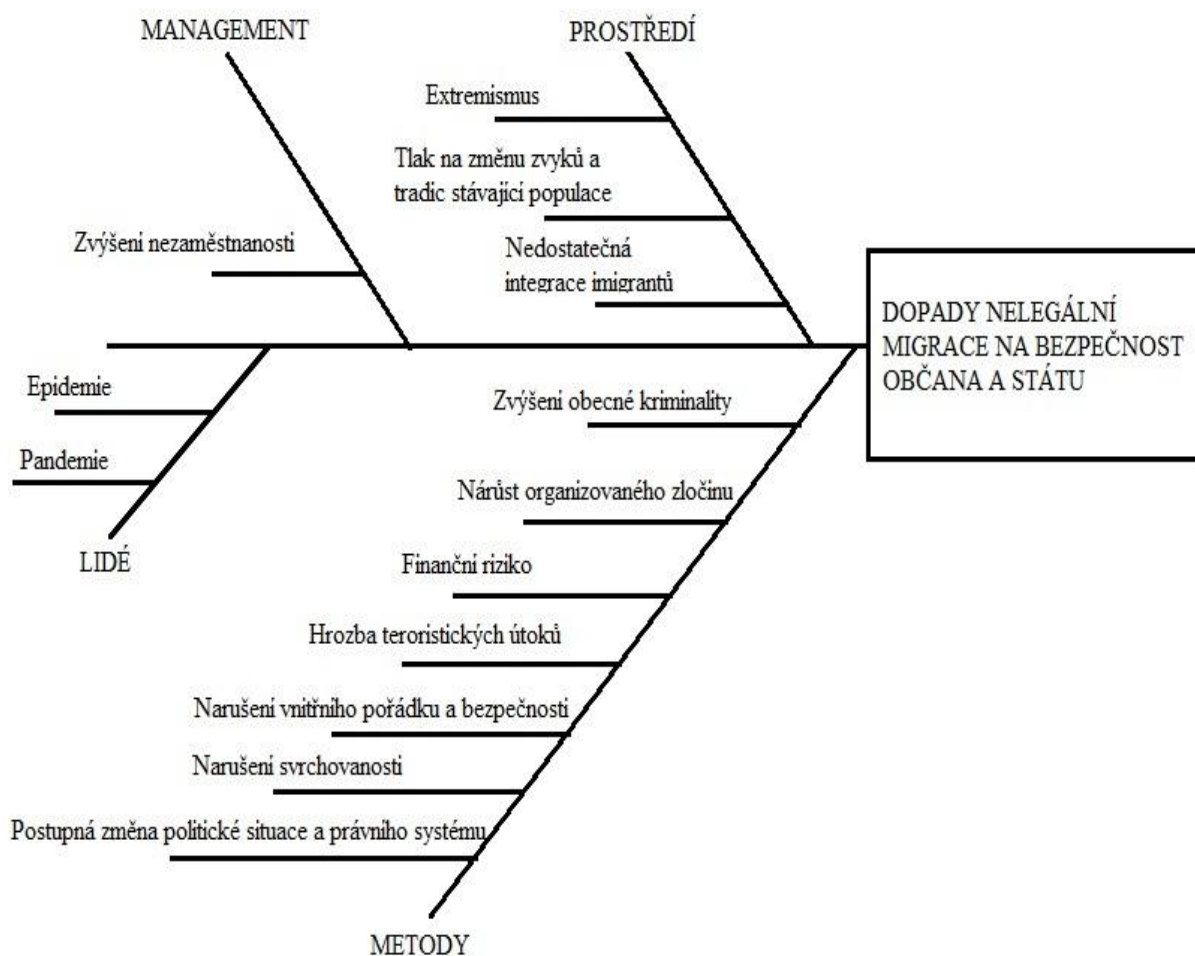 MANAGEMENT
PROSTŘEDÍ
Extremismus
Tlak na změnu zvyků a
tradic stávající populace
Zvýšení nezaměstnanosti
Nedostatečná
integrace imigrantů
DOPADY NELEGÁLNÍ
MIGRACE NA BEZPEČNOST
OBČANA A STÁTU
Epidemie
Pandemie
LIDÉ
Zvýšení obecné kriminality
Nárůst organizovaného zločinu
Finanční riziko
Hrozba teroristických útoků
Narušení vnitřního pořádku a bezpečnosti
Narušení svrchovanosti
Postupná změna politické situace a právního systému
METODY